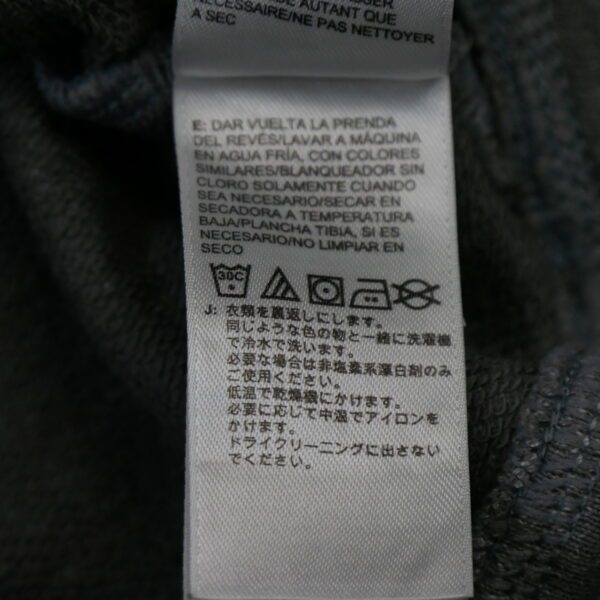 DE AUTANT QUE
NECESSAIRE/NE PAS NETTOYER
A SEC
E: DAR VUELTA LA PRENDA
DEL REVÉS/LAVAR A MÁQUINA
EN AGUA FRÍA, CON COLORES
SIMILARES/BLANQUEADOR SIN
CLORO SOLAMENTE CUANDO
SEA NECESARIO/SECAR EN
SECADORA A TEMPERATURA
BAJA/PLANCHA TIBIA, SI ES
NECESARIO/NO LIMPIAR EN
SECO
30C
J: 衣類を裏返しにします。
同じような色の物と一緒に洗濯機
で冷水で洗います。
必要な場合は非塩素系漂白剤のみ
ご使用ください。
低温で乾燥機にかけます。
必要に応じて中温でアイロンを
かけます。
ドライクリーニングに出さない
でください。